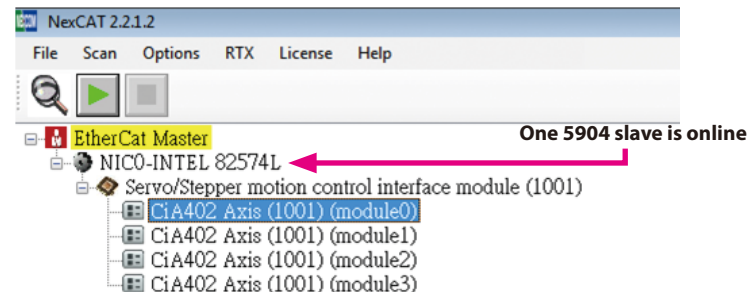 NexCAT 2.2.1.2
File Scan Options RTX License Help
EtherCat Master
One 5904 slave is online
NIC0-INTEL 82574L
Servo/Stepper motion control interface module (1001)
CiA402 Axis (1001) (module0)
CiA402 Axis (1001) (module1)
CiA402 Axis (1001) (module2)
CiA402 Axis (1001) (module3)